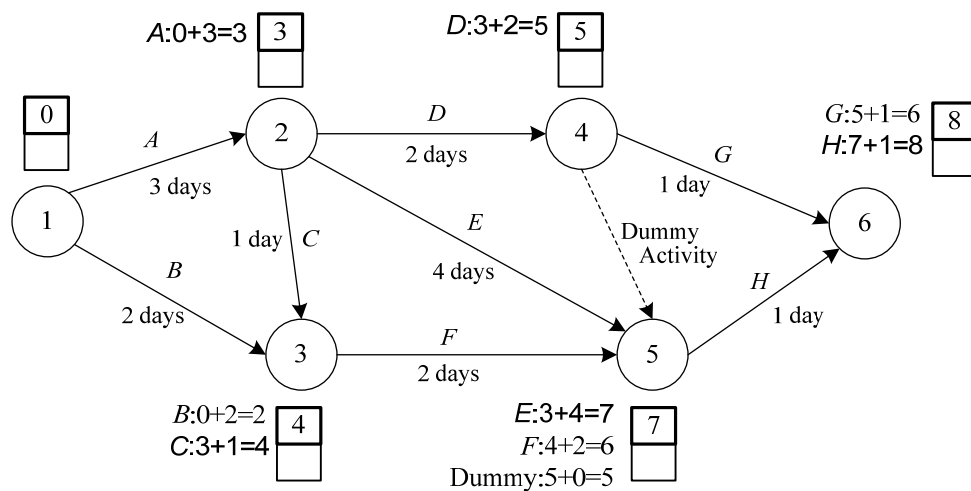 A:0+3=3
3
D:3+2=5
5
0
G:5+1=6
H:7+1=8
8
A
3 days
2
D
2 days
4
G
1 day
1
1 day
C
E
4 days
Dummy
Activity
6
B
2 days
H
1 day
3
F
2 days
5
B:0+2=2
C:3+1=4
4
E:3+4=7
F:4+2=6
Dummy:5+0=5
7